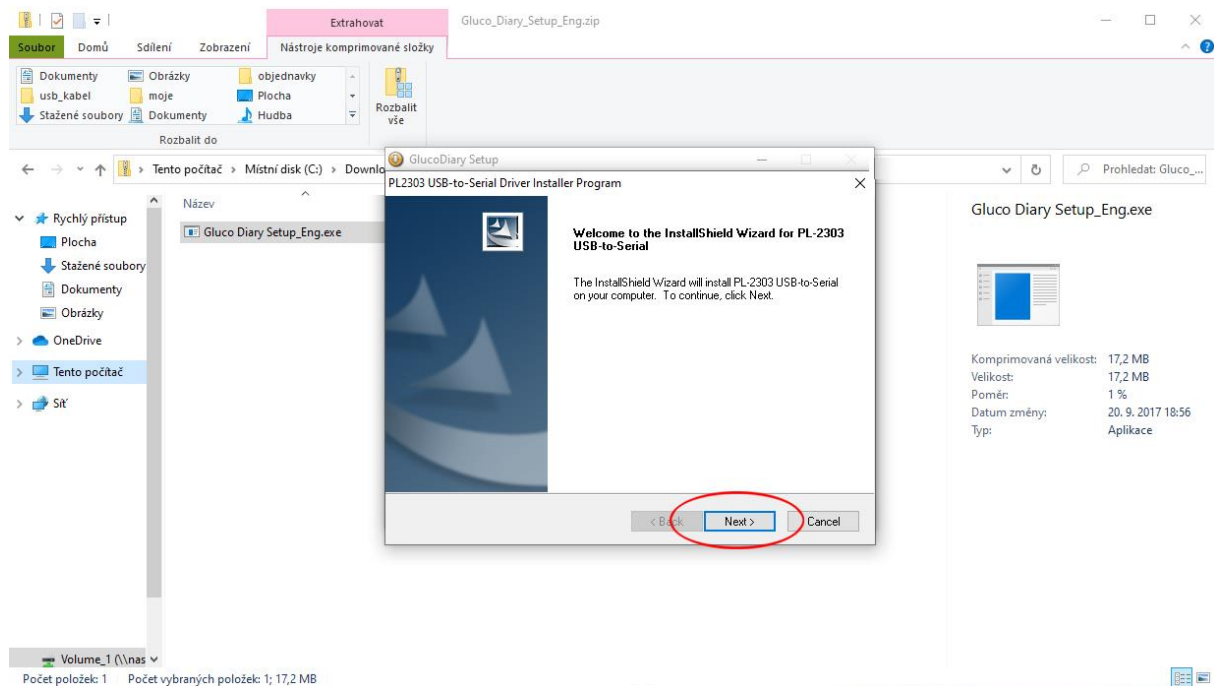 Extrahovat
Gluco_Diary_Setup_Eng.zip
Soubor Domů Sdílení Zobrazení Nástroje komprimované složky
Dokumenty Obrázky objednavky
usb_kabel moje Plocha
Stažené soubory Dokumenty Hudba
Rozbalit vše
Rozbalit do
Tento počítač > Místní disk (C:) > Downlo
Prohledat: Gluco_...
GlucoDiary Setup
PL2303 USB-to-Serial Driver Installer Program
Welcome to the InstallShield Wizard for PL-2303
USB-to-Serial
The InstallShield Wizard will install PL-2303 USB-to-Serial
on your computer. To continue, click Next.
< Back Next > Cancel
Rychlý přístup
Plocha
Stažené soubory
Dokumenty
Obrázky
OneDrive
Tento počítač
Síť
Volume_1 (\\nas
Název
Gluco Diary Setup_Eng.exe
Gluco Diary Setup_Eng.exe
Komprimovaná velikost: 17,2 MB
Velikost: 17,2 MB
Poměr: 1 %
Datum změny: 20. 9. 2017 18:56
Typ: Aplikace
Počet položek: 1 Počet vybraných položek: 1; 17,2 MB